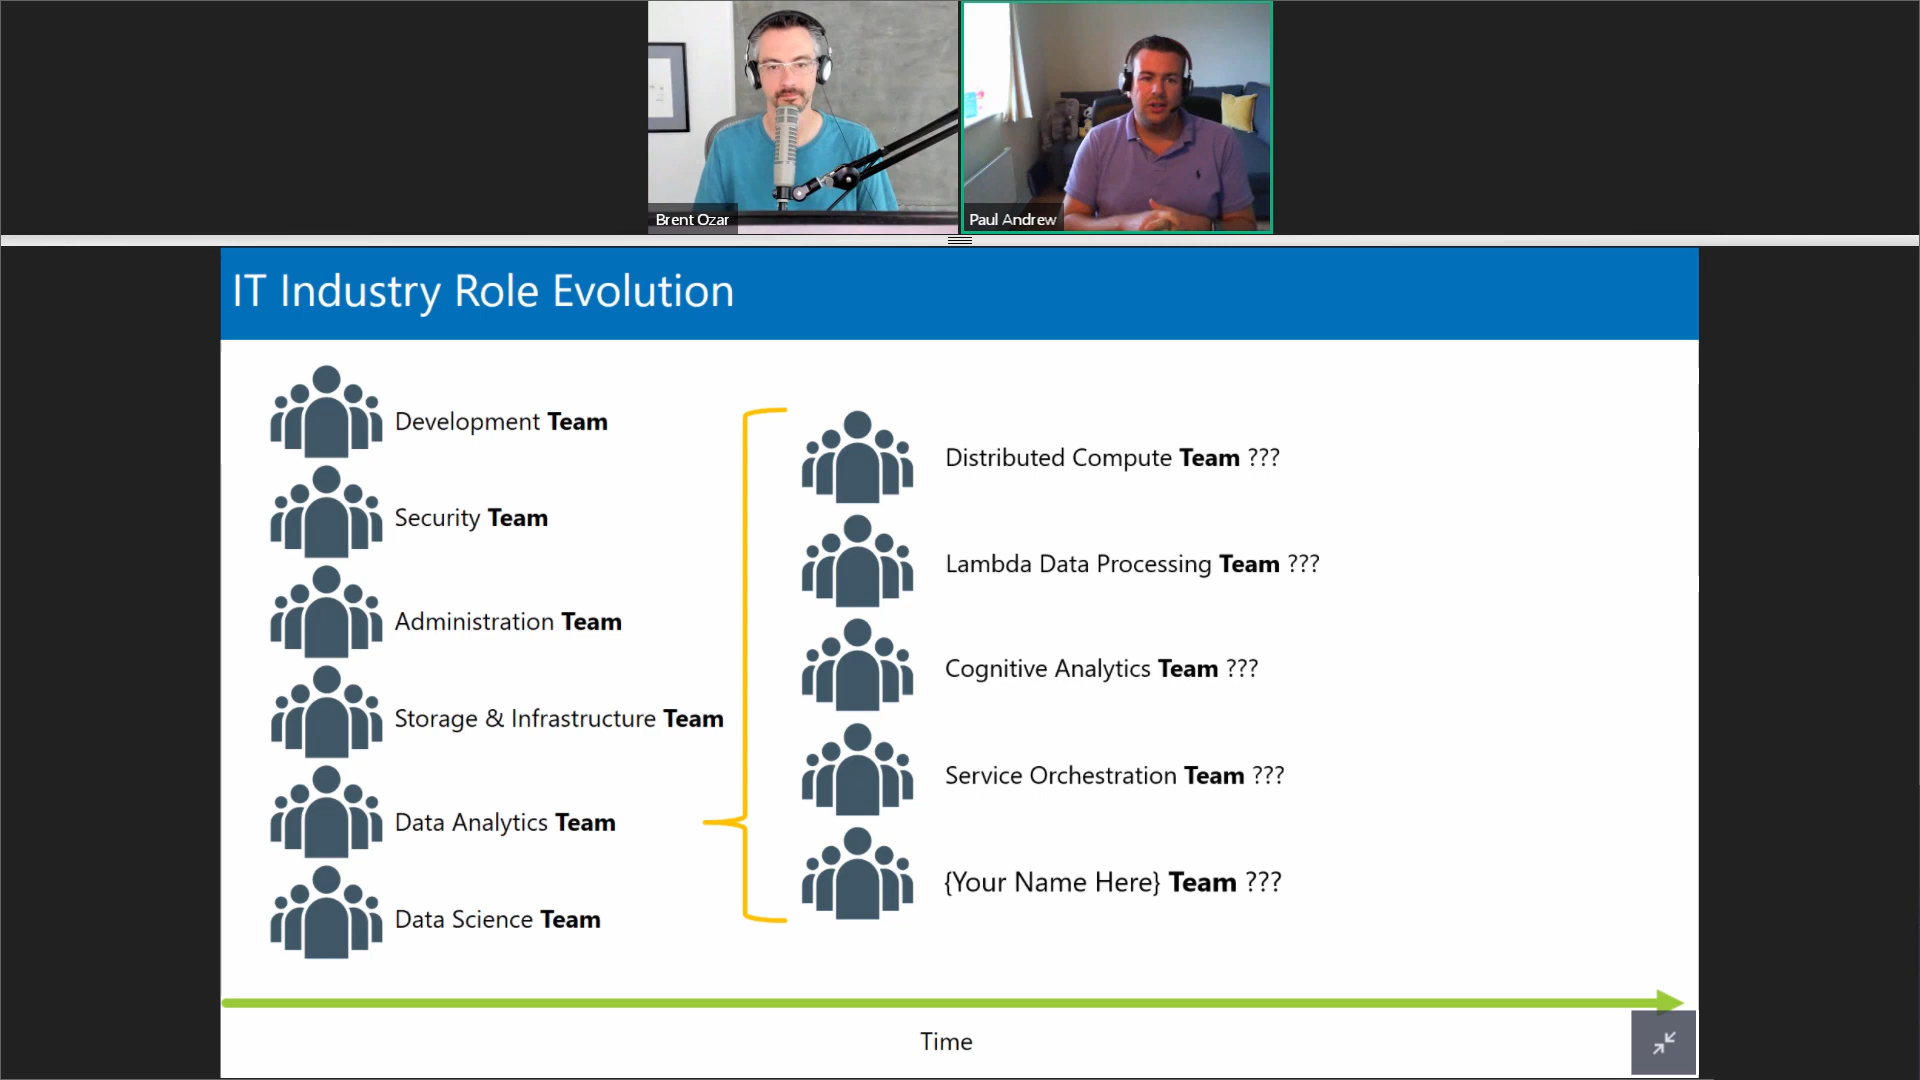 Brent Ozar
Paul Andrew
IT Industry Role Evolution
Development Team
Security Team
Administration Team
Storage & Infrastructure Team
Data Analytics Team
Data Science Team
Distributed Compute Team ???
Lambda Data Processing Team ???
Cognitive Analytics Team ???
Service Orchestration Team ???
{Your Name Here} Team ???
Time